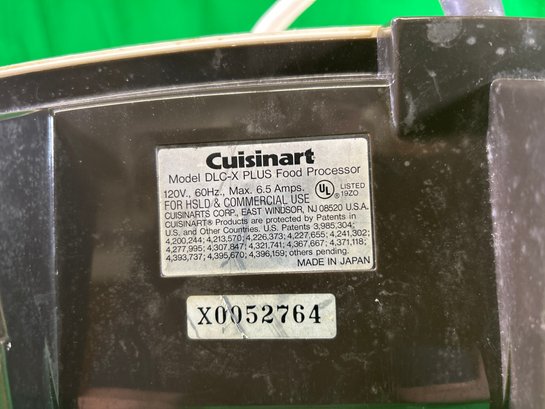 Cuisinart
Model DLC-X PLUS Food Processor
120V., 60Hz., Max. 6.5 Amps.
FOR HSLD & COMMERCIAL USE
UL LISTED
19ZO
CUISINARTS CORP., EAST WINDSOR, NJ 08520 U.S.A.
CUISINART® Products are protected by Patents in
U.S. and Other Countries. U.S. Patents 3,985,304;
4,200,244; 4,213,570; 4,226,373; 4,227,655; 4,241,302;
4,277,995; 4,307,847; 4,321,741; 4,367,667; 4,371,118;
4,393,737; 4,395,670; 4,396,159; others pending.
MADE IN JAPAN
X0052764